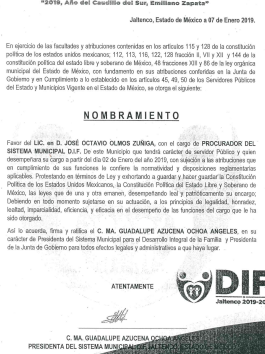 "2019, Año del Caudillo del Sur, Emiliano Zapata"
Jaltenco, Estado de México a 07 de Enero 2019.
En ejercicio de las facultades y atribuciones contenidas en los artículos 115 y 128 de la constitución
política de los estados unidos mexicanos; 112, 113, 116, 122, 128 fracción II, VII y XII y 144 de la
constitución política del estado libre y soberano de México, 48 fracciones XIII y 86 de la ley orgánica
municipal del Estado de México, con fundamento en sus atribuciones conferidas en la Junta de
Gobierno y en Cumplimiento a lo establecido en los artículos 45, 49, 50 de los Servidores Públicos
del Estado y Municipios Vigente en el Estado de México, se otorga el siguiente:
NOMBRAMIENTO
Favor del LIC. en D. JOSÉ OCTAVIO OLMOS ZUÑIGA, con el cargo de PROCURADOR DEL
SISTEMA MUNICIPAL D.I.F. De este Municipio que tendrá carácter de servidor Público y quien
desempeñara su cargo a partir del día 02 de Enero del año 2019, con sujeción a las atribuciones que
en cumplimiento de sus funciones le confiere la normatividad y disposiciones reglamentarias
aplicables. Protestando en términos de Ley y exhortando a guardar y hacer guardar la Constitución
Política de los Estados Unidos Mexicanos, la Constitución Política del Estado Libre y Soberano de
México, las leyes que de una y otra emanen, desempeñando leal y patrióticamente su encargo;
Debiendo en todo momento sujetarse en su actuación, a los principios de legalidad, honradez,
lealtad, imparcialidad, eficiencia, y eficacia en el desempeño de las funciones del cargo que le ha
sido otorgado.
Así lo acuerda, firma y ratifica el C. MA. GUADALUPE AZUCENA OCHOA ANGELES, en su
carácter de Presidenta del Sistema Municipal para el Desarrollo Integral de la Familia y Presidenta
de la Junta de Gobierno para todos efectos legales y administrativos a que haya lugar.
ATENTAMENTE
DIF
Jaltenco 2019-20
C. MA. GUADALUPE AZUCENA OCHOA ANGELES
PRESIDENTA DEL SISTEMA MUNICIPAL D.I.F. JALTENCO, ESTADO DE